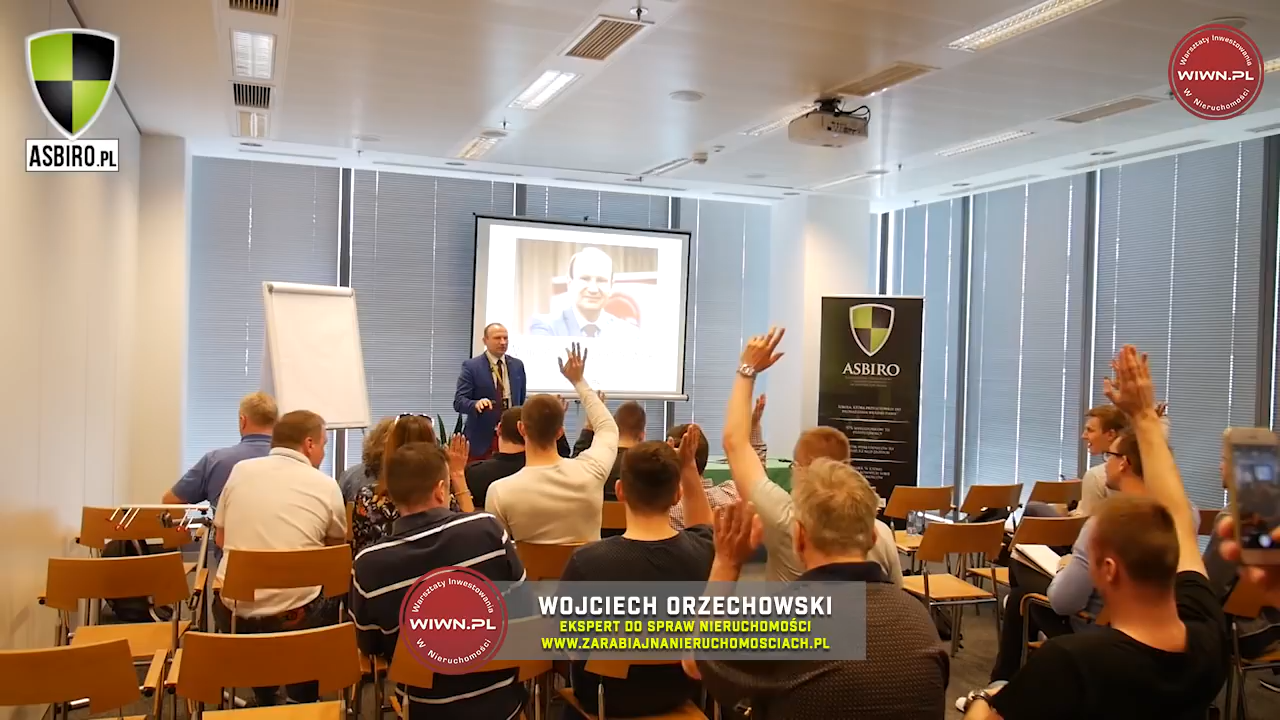 ASBIRO.PL
Warsztaty Inwestowania
WIWN.PL
W Nieruchomości
ASBIRO
Warsztaty Inwestowania
WIWN.PL
W Nieruchomości
WOJCIECH ORZECHOWSKI
EKSPERT DO SPRAW NIERUCHOMOŚCI
WWW.ZARABIAJNANIERUCHOMOSCIACH.PL